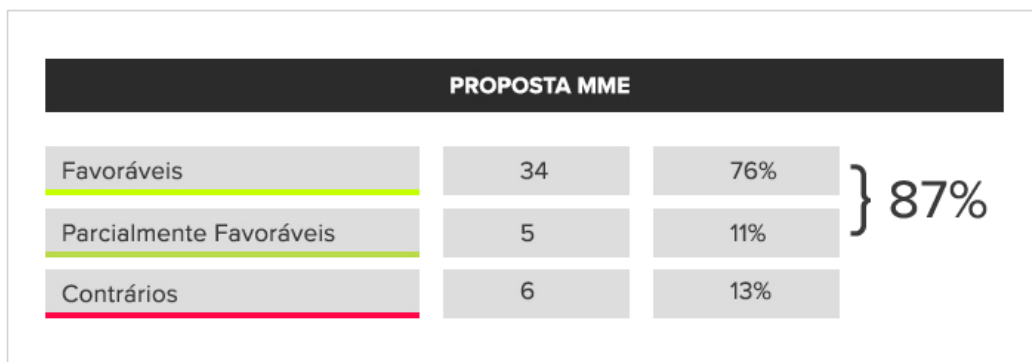 PROPOSTA MME
Favoráveis 34 76%
} 87%
Parcialmente Favoráveis 5 11%
Contrários 6 13%